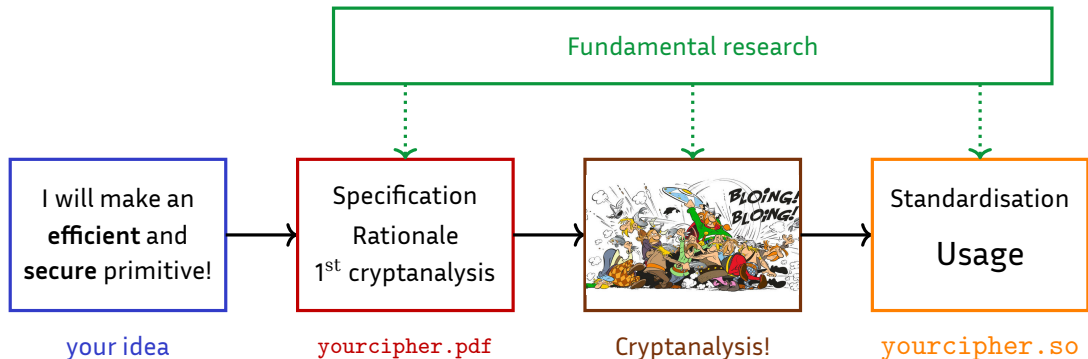 Fundamental research
I will make an
efficient and
secure primitive!
Specification
Rationale
1st cryptanalysis
BLOING!
BLOING!
Standardisation
Usage
your idea
yourcipher.pdf
Cryptanalysis!
yourcipher.so